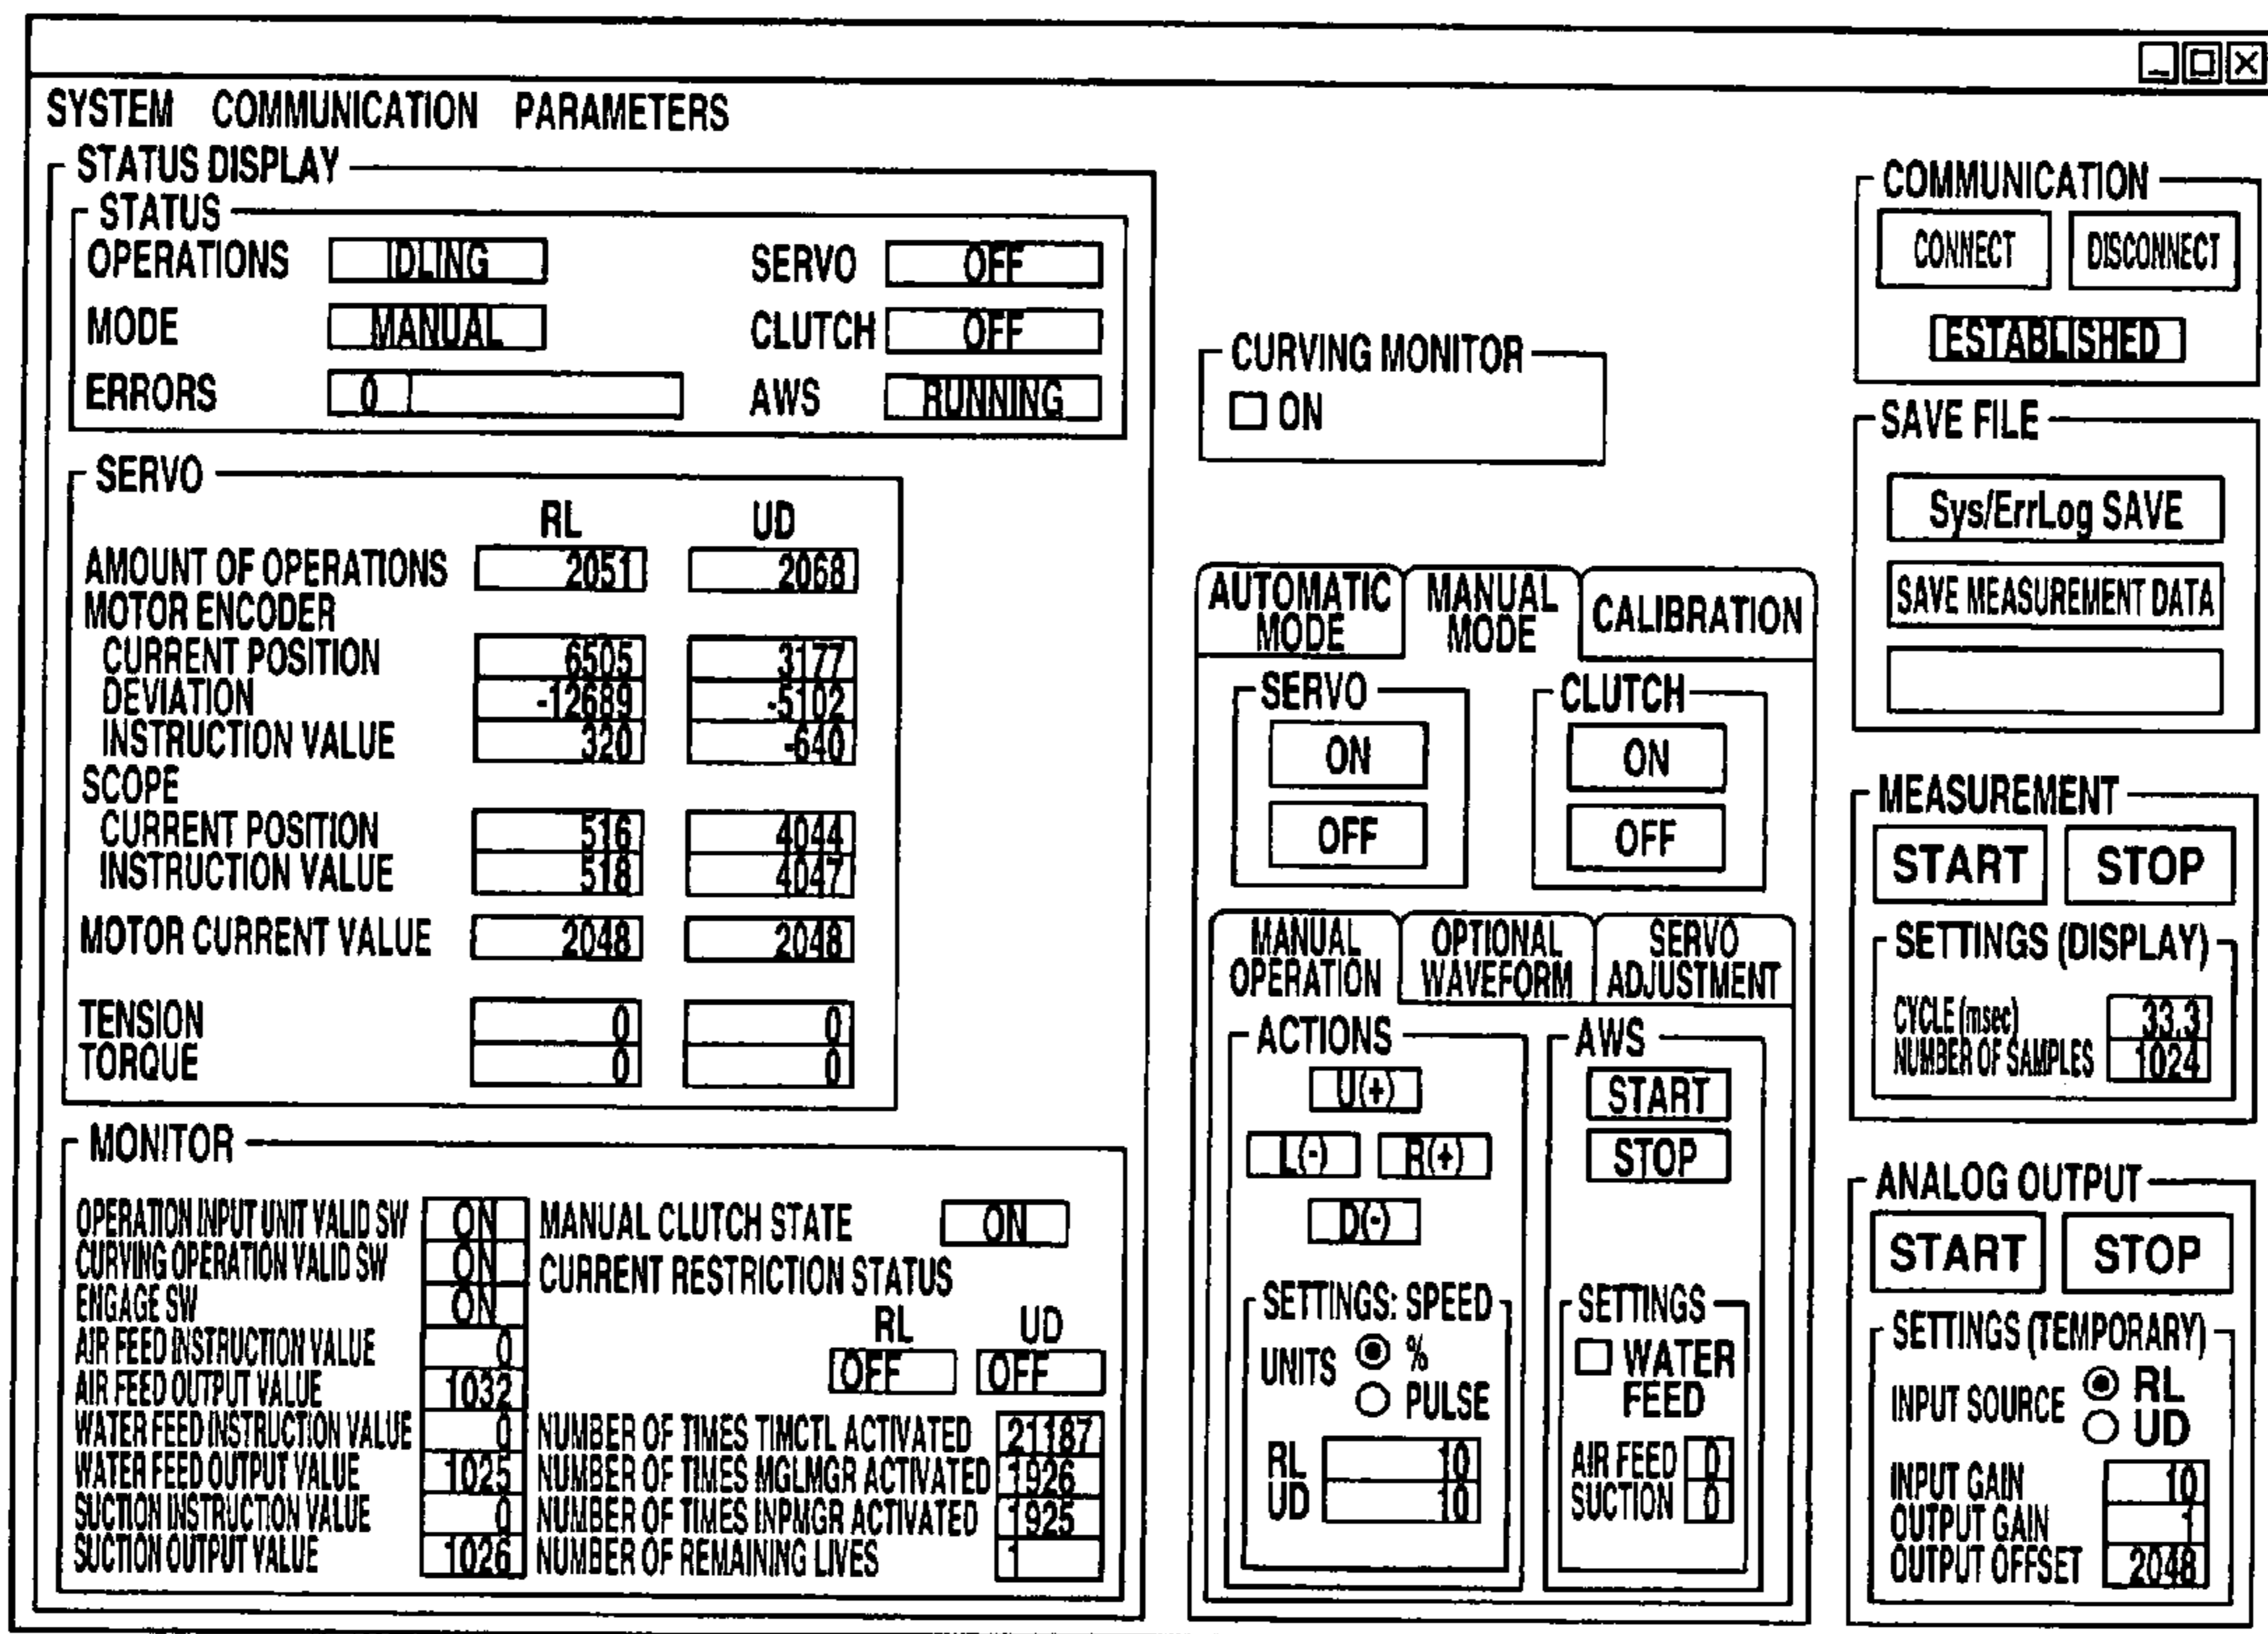 SYSTEM COMMUNICATION PARAMETERS
STATUS DISPLAY
STATUS
OPERATIONS IDLING SERVO OFF
MODE MANUAL CLUTCH OFF
ERRORS 0 AWS RUNNING
SERVO
RL UD
AMOUNT OF OPERATIONS 2051 2068
MOTOR ENCODER
CURRENT POSITION 6505 3177
DEVIATION -12689 -5102
INSTRUCTION VALUE 320 -640
SCOPE
CURRENT POSITION 516 4044
INSTRUCTION VALUE 518 4047
MOTOR CURRENT VALUE 2048 2048
TENSION 0 0
TORQUE 0 0
MONITOR
OPERATION INPUT UNIT VALID SW ON
CURVING OPERATION VALID SW ON
ENGAGE SW ON
AIR FEED INSTRUCTION VALUE 0
AIR FEED OUTPUT VALUE 1032
WATER FEED INSTRUCTION VALUE 0
WATER FEED OUTPUT VALUE 1025
SUCTION INSTRUCTION VALUE 0
SUCTION OUTPUT VALUE 1026
MANUAL CLUTCH STATE ON
CURRENT RESTRICTION STATUS
RL UD
OFF OFF
NUMBER OF TIMES TIMCTL ACTIVATED 21187
NUMBER OF TIMES MGLMGR ACTIVATED 1926
NUMBER OF TIMES INPMGR ACTIVATED 1925
NUMBER OF REMAINING LIVES 1
CURVING MONITOR
ON
AUTOMATIC MODE
MANUAL MODE
CALIBRATION
SERVO
ON
OFF
CLUTCH
ON
OFF
MANUAL OPERATION
OPTIONAL WAVEFORM
SERVO ADJUSTMENT
ACTIONS
U(+)
L(-) R(+)
D(-)
SETTINGS: SPEED
UNITS %
PULSE
RL 10
UD 10
AWS
START
STOP
SETTINGS
WATER FEED
AIR FEED 0
SUCTION 0
COMMUNICATION
CONNECT DISCONNECT
ESTABLISHED
SAVE FILE
Sys/ErrLog SAVE
SAVE MEASUREMENT DATA
MEASUREMENT
START STOP
SETTINGS (DISPLAY)
CYCLE (msec) 33.3
NUMBER OF SAMPLES 1024
ANALOG OUTPUT
START STOP
SETTINGS (TEMPORARY)
INPUT SOURCE RL
UD
INPUT GAIN 10
OUTPUT GAIN 1
OUTPUT OFFSET 2048